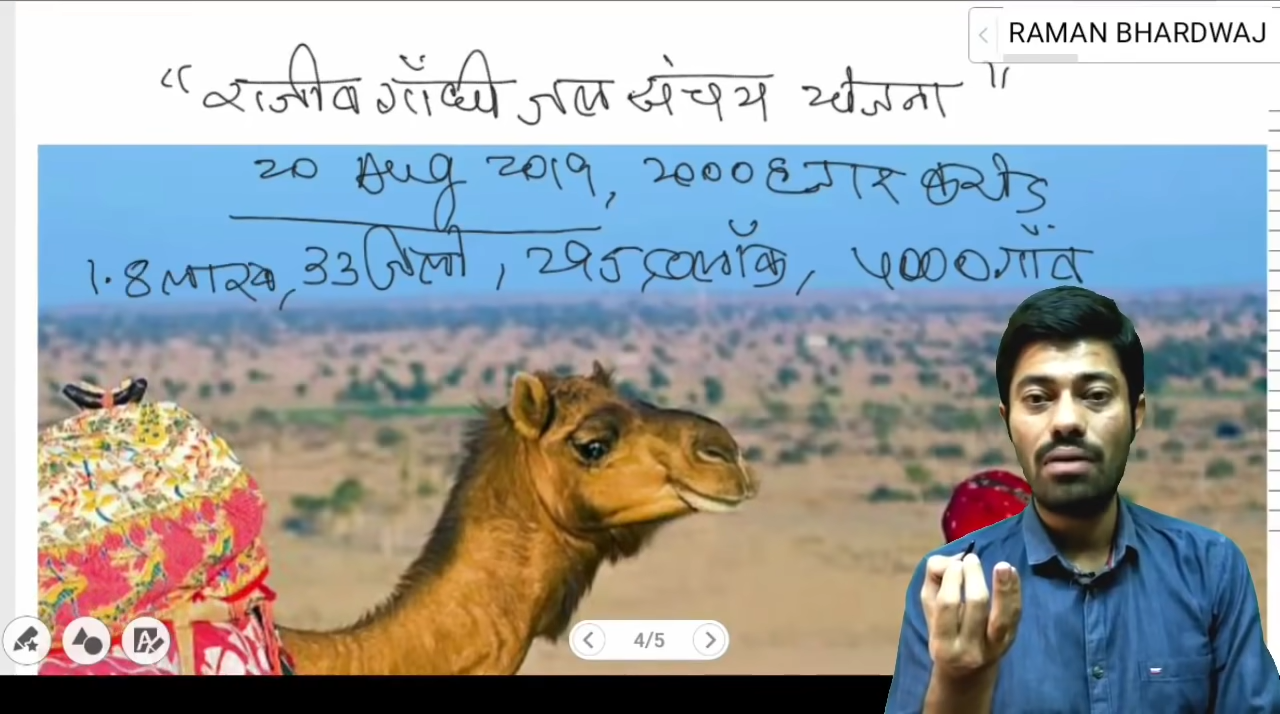 RAMAN BHARDWAJ
"राजीव गाँधी जल संचय योजना"
20 Aug 2019, 2000 हजार करोड़
1.8 लाख, 33 जिलों, 295 ब्लॉक, 4000 गाँव
4/5